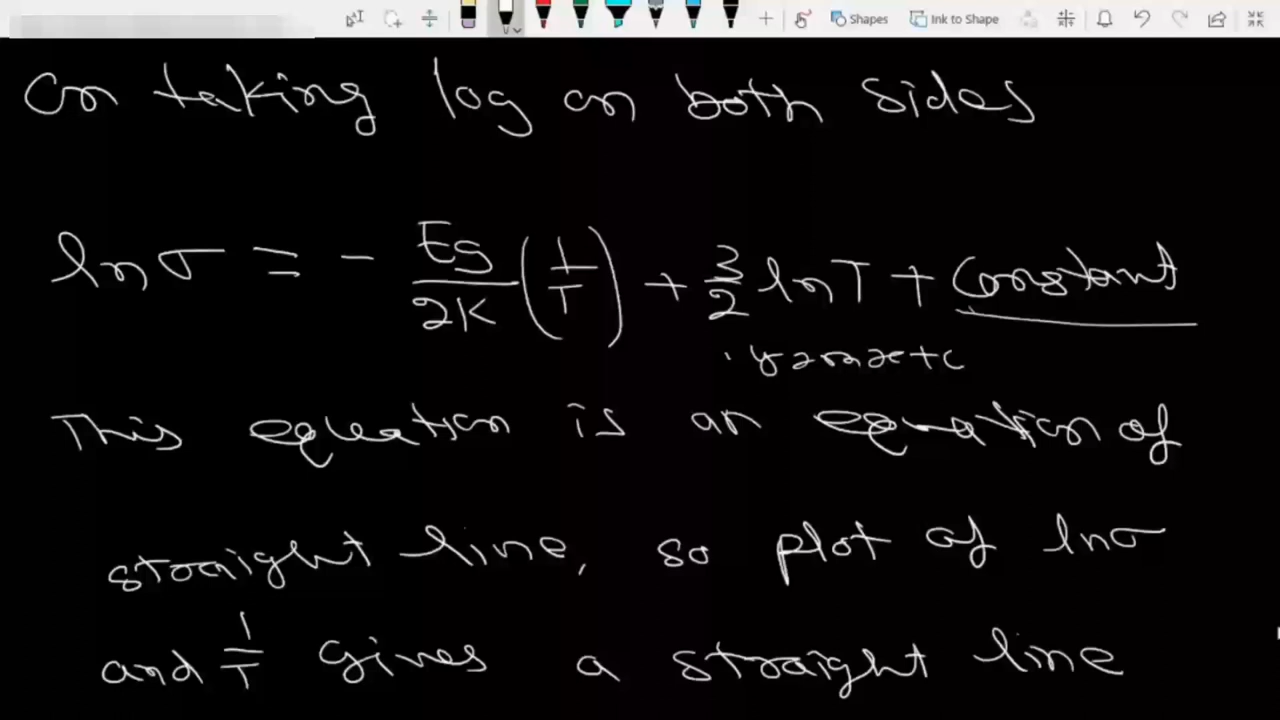 Shapes Ink to Shape
On taking log on both sides
lnσ = - Eg/2K (1/T) + 3/2 lnT + Constant
y=mx+c
This equation is an equation of
straight line, so plot of lnσ
and 1/T gives a straight line